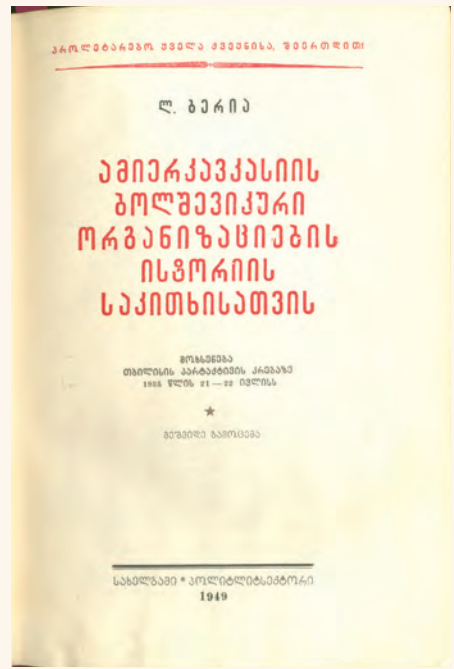 პროლეტარებო ყველა ქვეყნისა, შეერთდით!
ლ. ბერია
ამიერკავკასიის
ბოლშევიკური
ორგანიზაციების
ისტორიის
საკითხისათვის
მოხსენება
თბილისის პარტაქტივის კრებაზე
1935 წლის 21—22 ივლისს
★
მეშვიდე გამოცემა
სახელგამი * პოლიტლიტსექტორი
1949